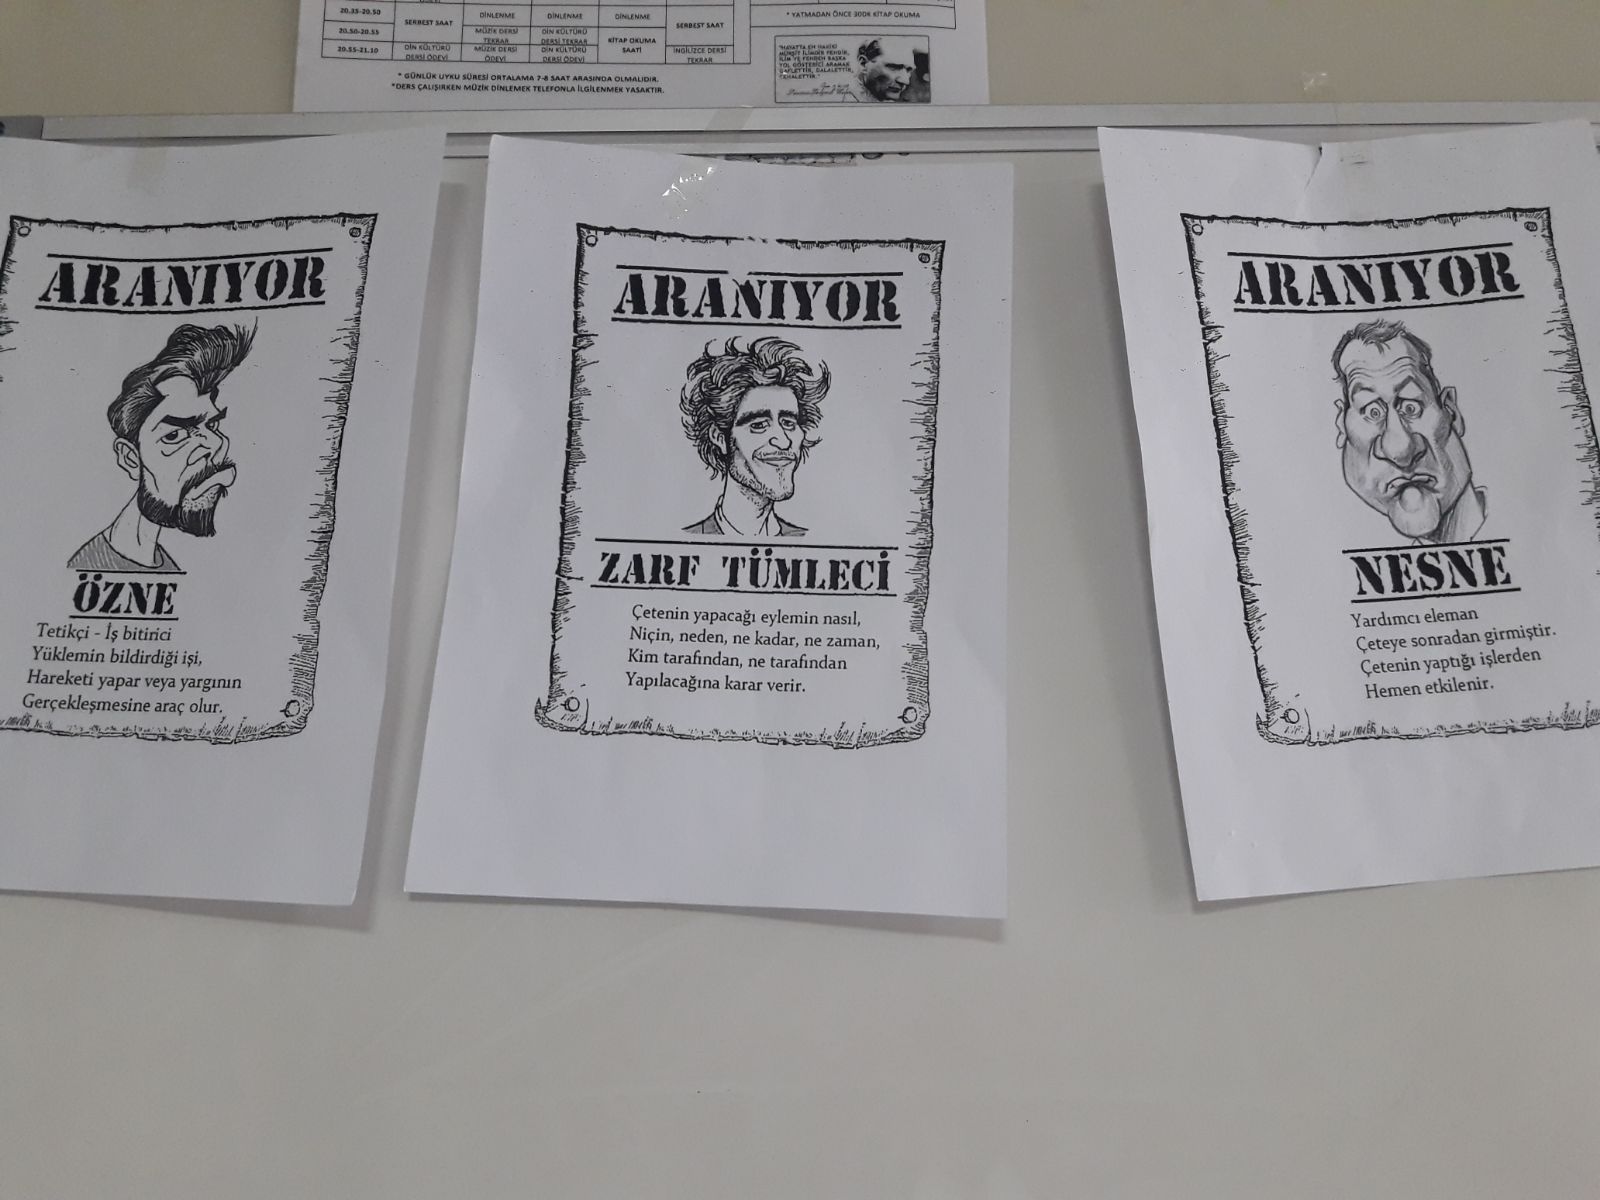 20.35-20.50
SERBEST SAAT
DİNLENME
DİNLENME
DİNLENME
SERBEST SAAT
20.50-20.55
MÜZİK DERSİ
TEKRAR
DİN KÜLTÜRÜ
DERSİ TEKRAR
KİTAP OKUMA
SAATİ
20.55-21.10
DİN KÜLTÜRÜ
DERSİ ÖDEVİ
MÜZİK DERSİ
ÖDEVİ
DİN KÜLTÜRÜ
DERSİ ÖDEVİ
İNGİLİZCE DERSİ
TEKRAR
* GÜNLÜK UYKU SÜRESİ ORTALAMA 7-8 SAAT ARASINDA OLMALIDIR.
*DERS ÇALIŞIRKEN MÜZİK DİNLEMEK TELEFONLA İLGİLENMEK YASAKTIR.
* YATMADAN ÖNCE 30DK KİTAP OKUMA
"HAYATTA EN HAKİKİ
MÜRŞİT İLİMDİR FENDİR,
İLİM VE FENDEN BAŞKA
YOL GÖSTERİCİ ARAMAK
GAFLETTİR, DALALETTİR,
CEHALETTİR."
ARANIYOR
ÖZNE
Tetikçi - İş bitirici
Yüklemin bildirdiği işi,
Hareketi yapar veya yargının
Gerçekleşmesine araç olur.
ARANIYOR
ZARF TÜMLECİ
Çetenin yapacağı eylemin nasıl,
Niçin, neden, ne kadar, ne zaman,
Kim tarafından, ne tarafından
Yapılacağına karar verir.
ARANIYOR
NESNE
Yardımcı eleman
Çeteye sonradan girmiştir.
Çetenin yaptığı işlerden
Hemen etkilenir.